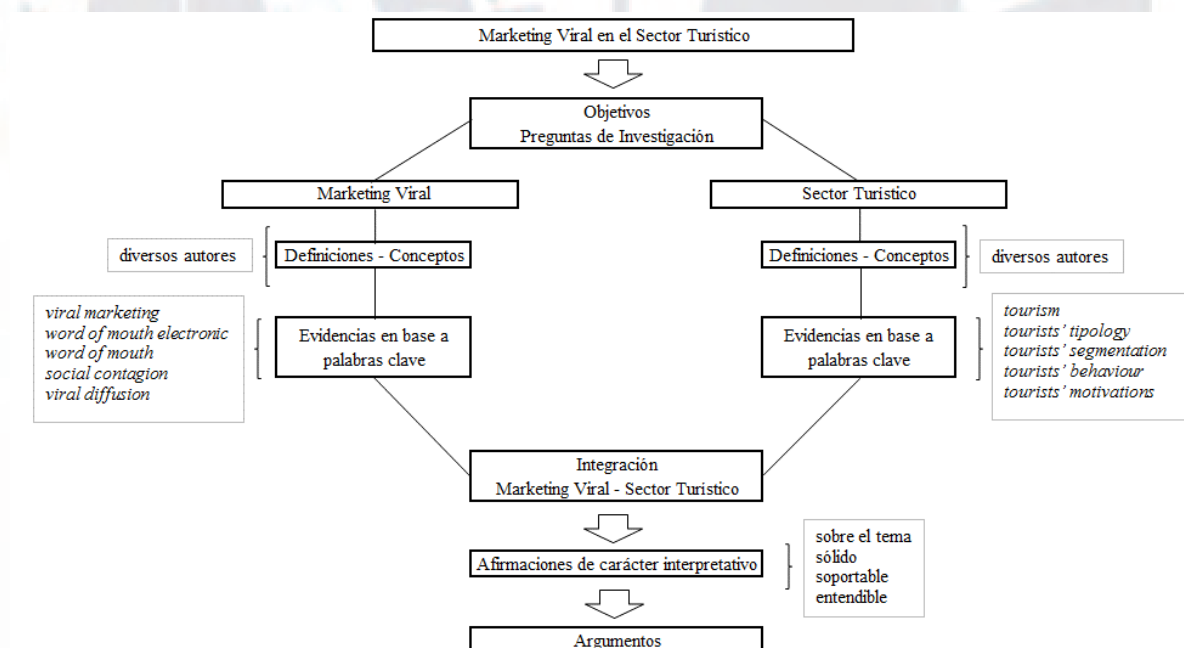 Marketing Viral en el Sector Turistico
Objetivos
Preguntas de Investigación
Marketing Viral
Sector Turistico
diversos autores
Definiciones - Conceptos
Definiciones - Conceptos
diversos autores
viral marketing
word of mouth electronic
word of mouth
social contagion
viral diffusion
Evidencias en base a
palabras clave
Evidencias en base a
palabras clave
tourism
tourists' tipology
tourists' segmentation
tourists' behaviour
tourists' motivations
Integración
Marketing Viral - Sector Turistico
Afirmaciones de carácter interpretativo
sobre el tema
sólido
soportable
entendible
Argumentos